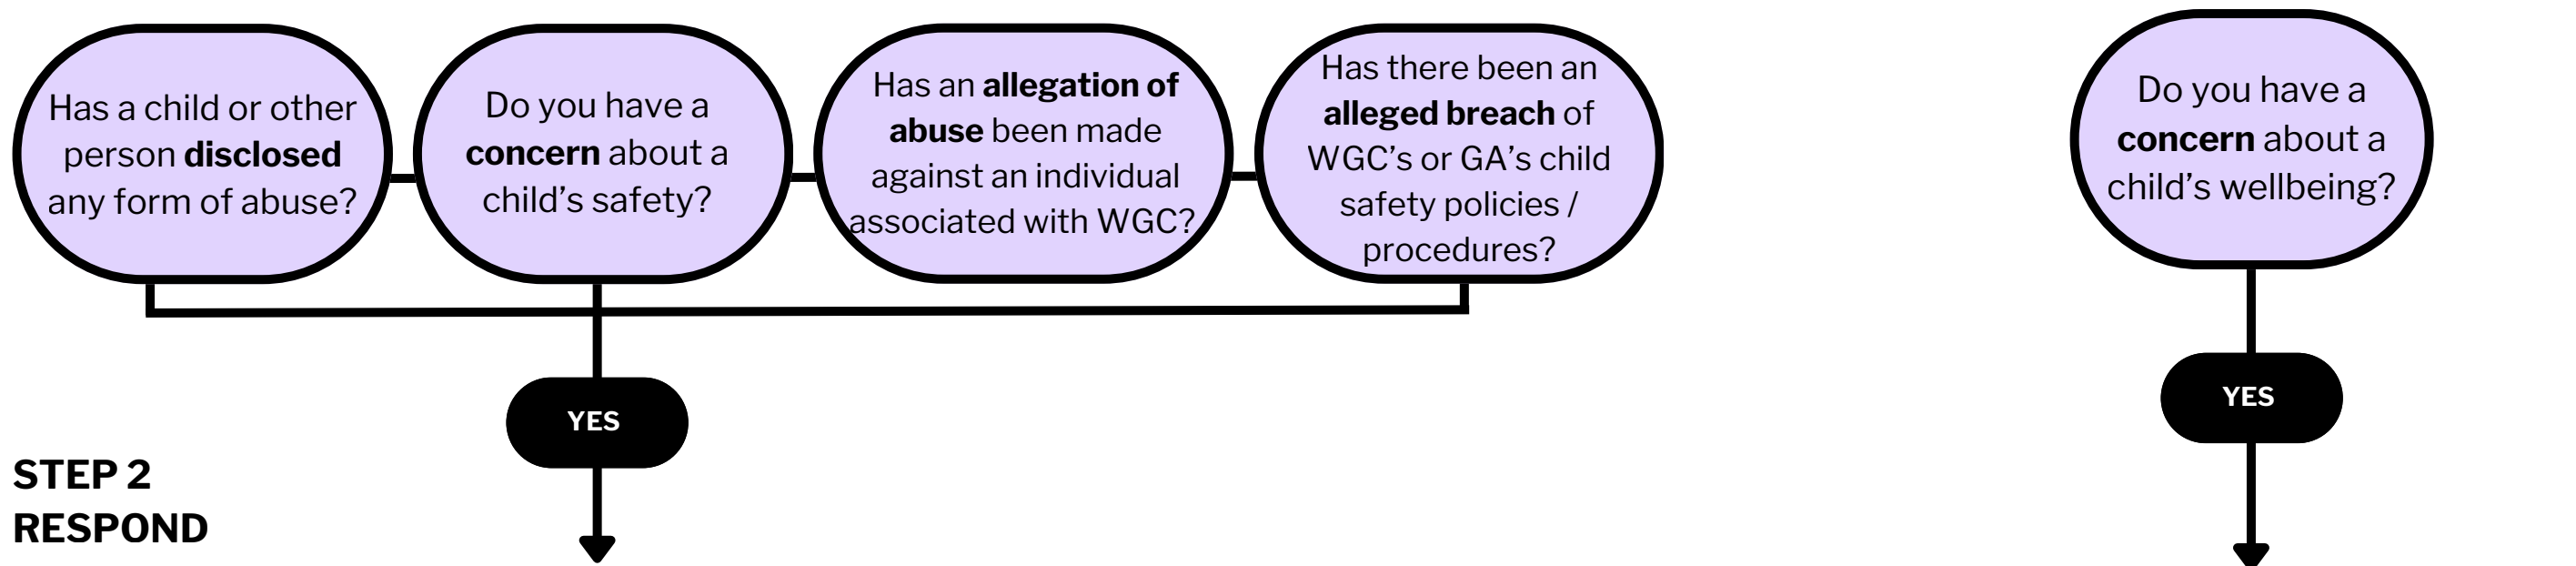 Has a child or other
person disclosed
any form of abuse?
Do you have a
concern about a
child's safety?
Has an allegation of
abuse been made
against an individual
associated with WGC?
Has there been an
alleged breach of
WGC's or GA's child
safety policies /
procedures?
Do you have a
concern about a
child's wellbeing?
YES
YES
STEP 2
RESPOND